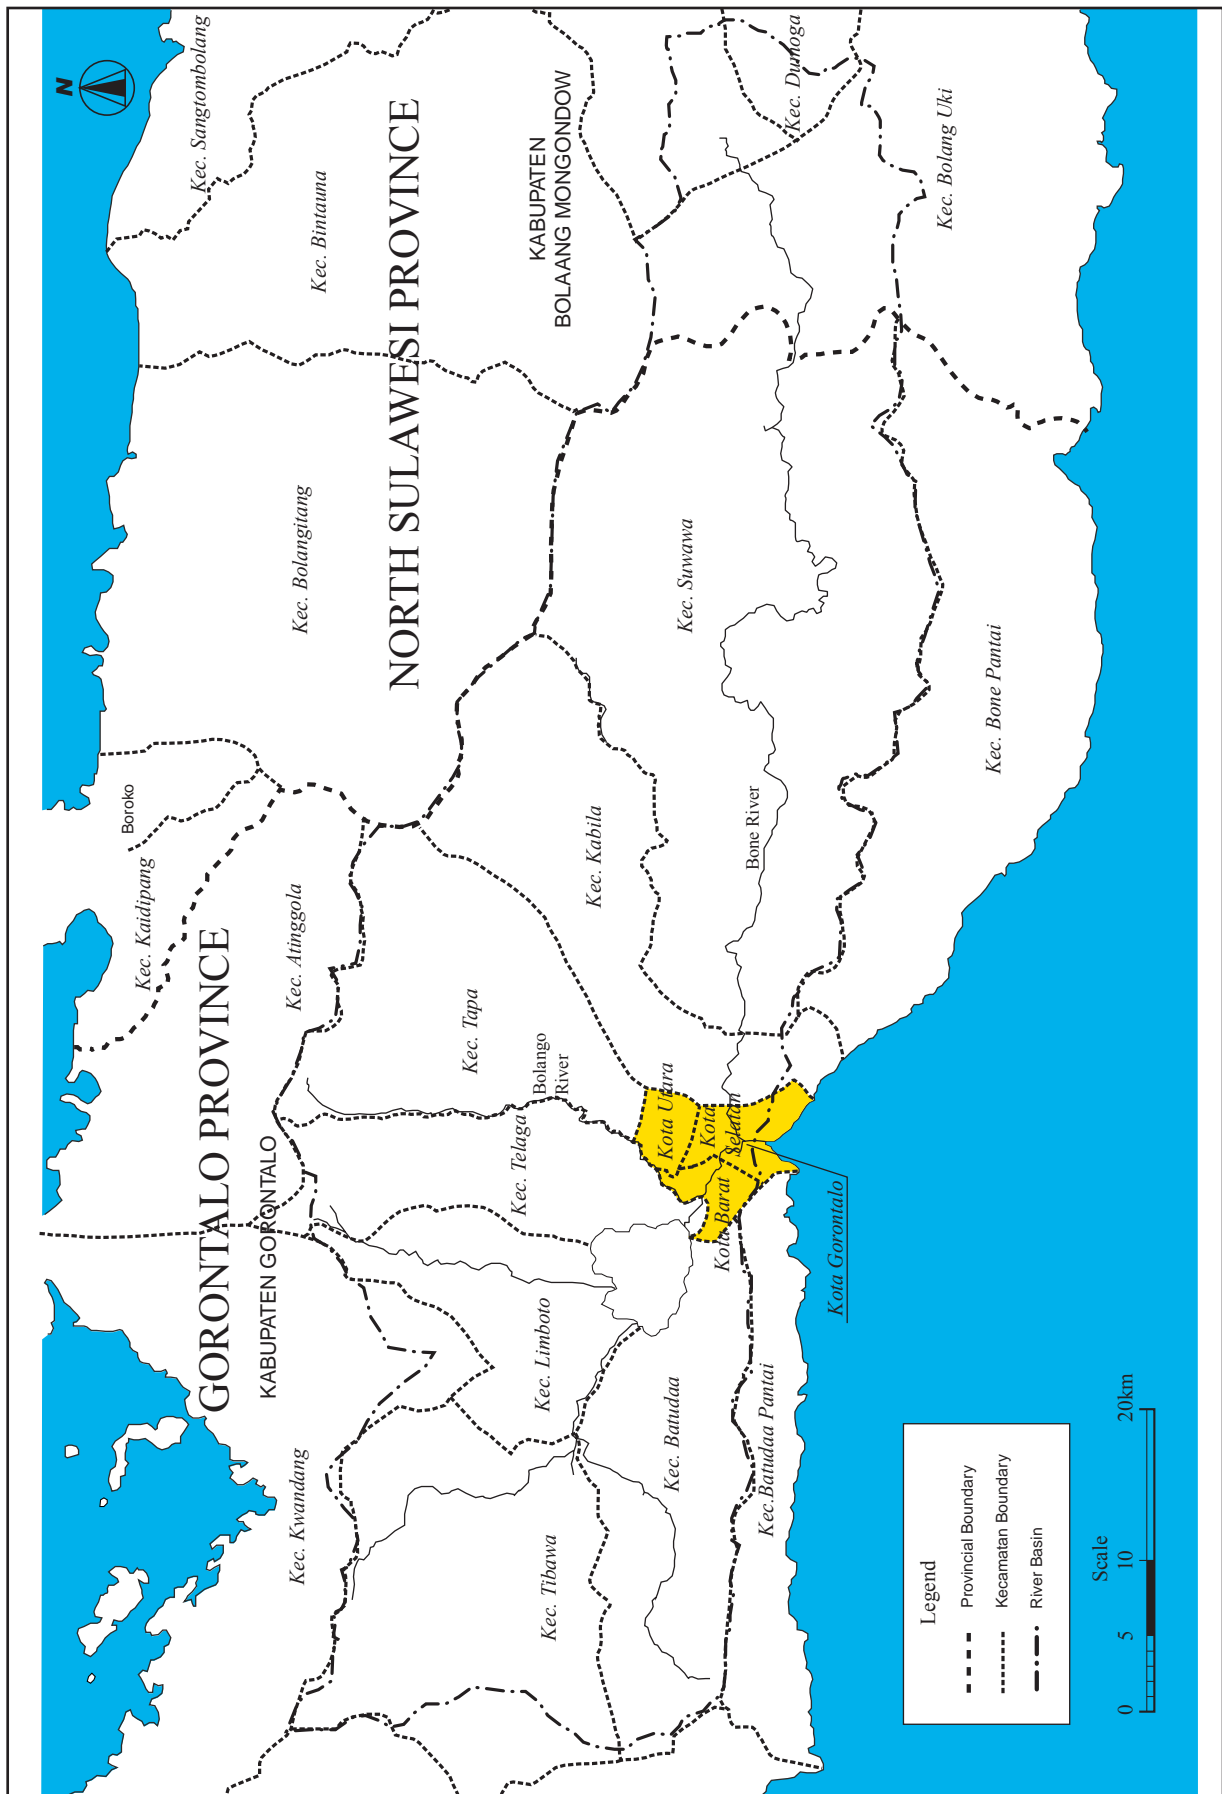 N
GORONTALO PROVINCE
KABUPATEN GORONTALO
NORTH SULAWESI PROVINCE
KABUPATEN
BOLAANG MONGONDOW
Kec. Kwandang
Kec. Atinggola
Kec. Kaidipang
Boroko
Kec. Bolangitang
Kec. Bintauna
Kec. Sangtombolang
Kec. Tibawa
Kec. Limboto
Kec. Telaga
Kec. Tapa
Bolango
River
Kec. Kabila
Kec. Suwawa
Kec. Dumoga
Kec. Batudaa
Kec.Batudaa Pantai
Kota Barat
Kota Utara
Kota
Selatan
Kota Gorontalo
Bone River
Kec. Bone Pantai
Kec. Bolang Uki
Legend
Provincial Boundary
Kecamatan Boundary
River Basin
Scale
0 5 10 20km